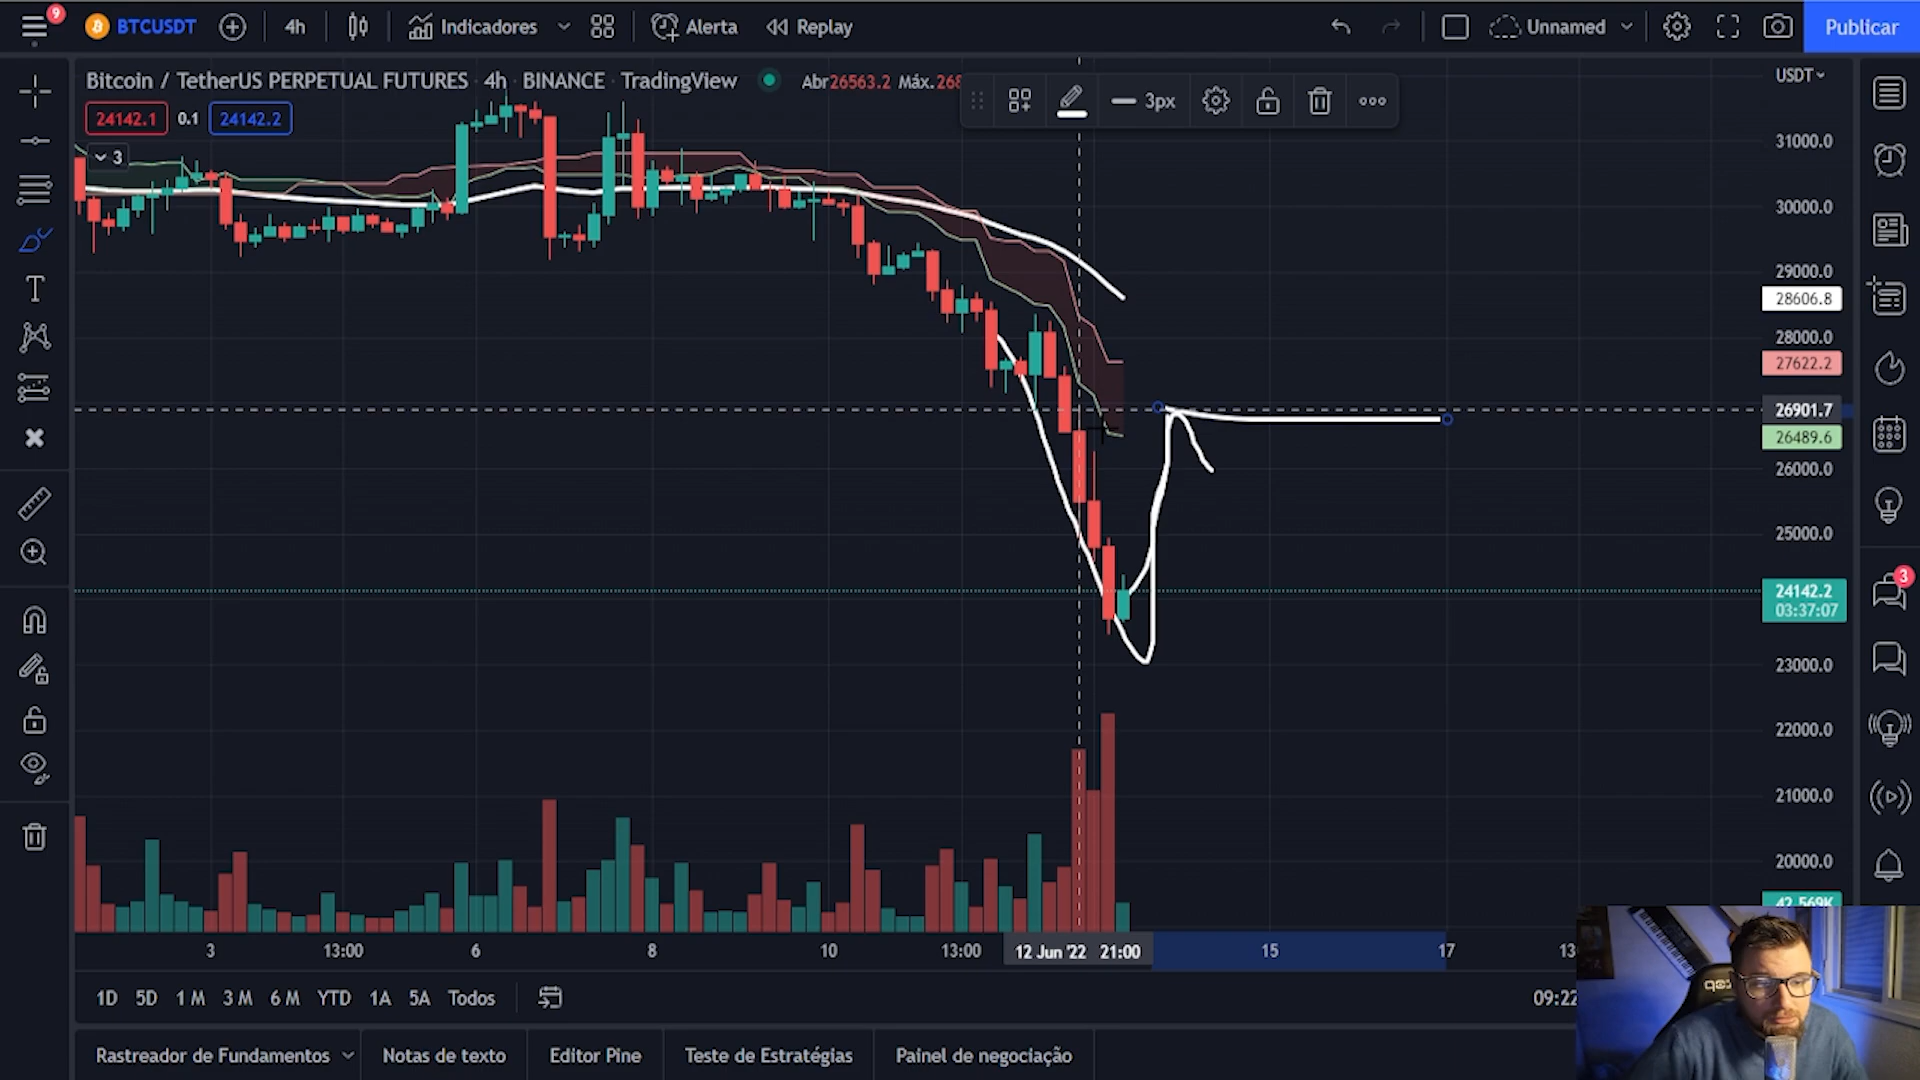 9
BTCUSDT
4h
Indicadores
Alerta
Replay
Unnamed
Publicar
Bitcoin / TetherUS PERPETUAL FUTURES 4h BINANCE TradingView
Abr26563.2 Máx.268
24142.1 0.1 24142.2
3
3px
USDT
31000.0
30000.0
29000.0
28606.8
28000.0
27622.2
26901.7
26489.6
26000.0
25000.0
24142.2
03:37:07
23000.0
22000.0
21000.0
20000.0
42.569K
3
3 13:00 6 8 10 13:00 12 Jun '22 21:00 15 17 13
1D 5D 1 M 3 M 6 M YTD 1A 5A Todos
09:22
Rastreador de Fundamentos Notas de texto Editor Pine Teste de Estratégias Painel de negociação